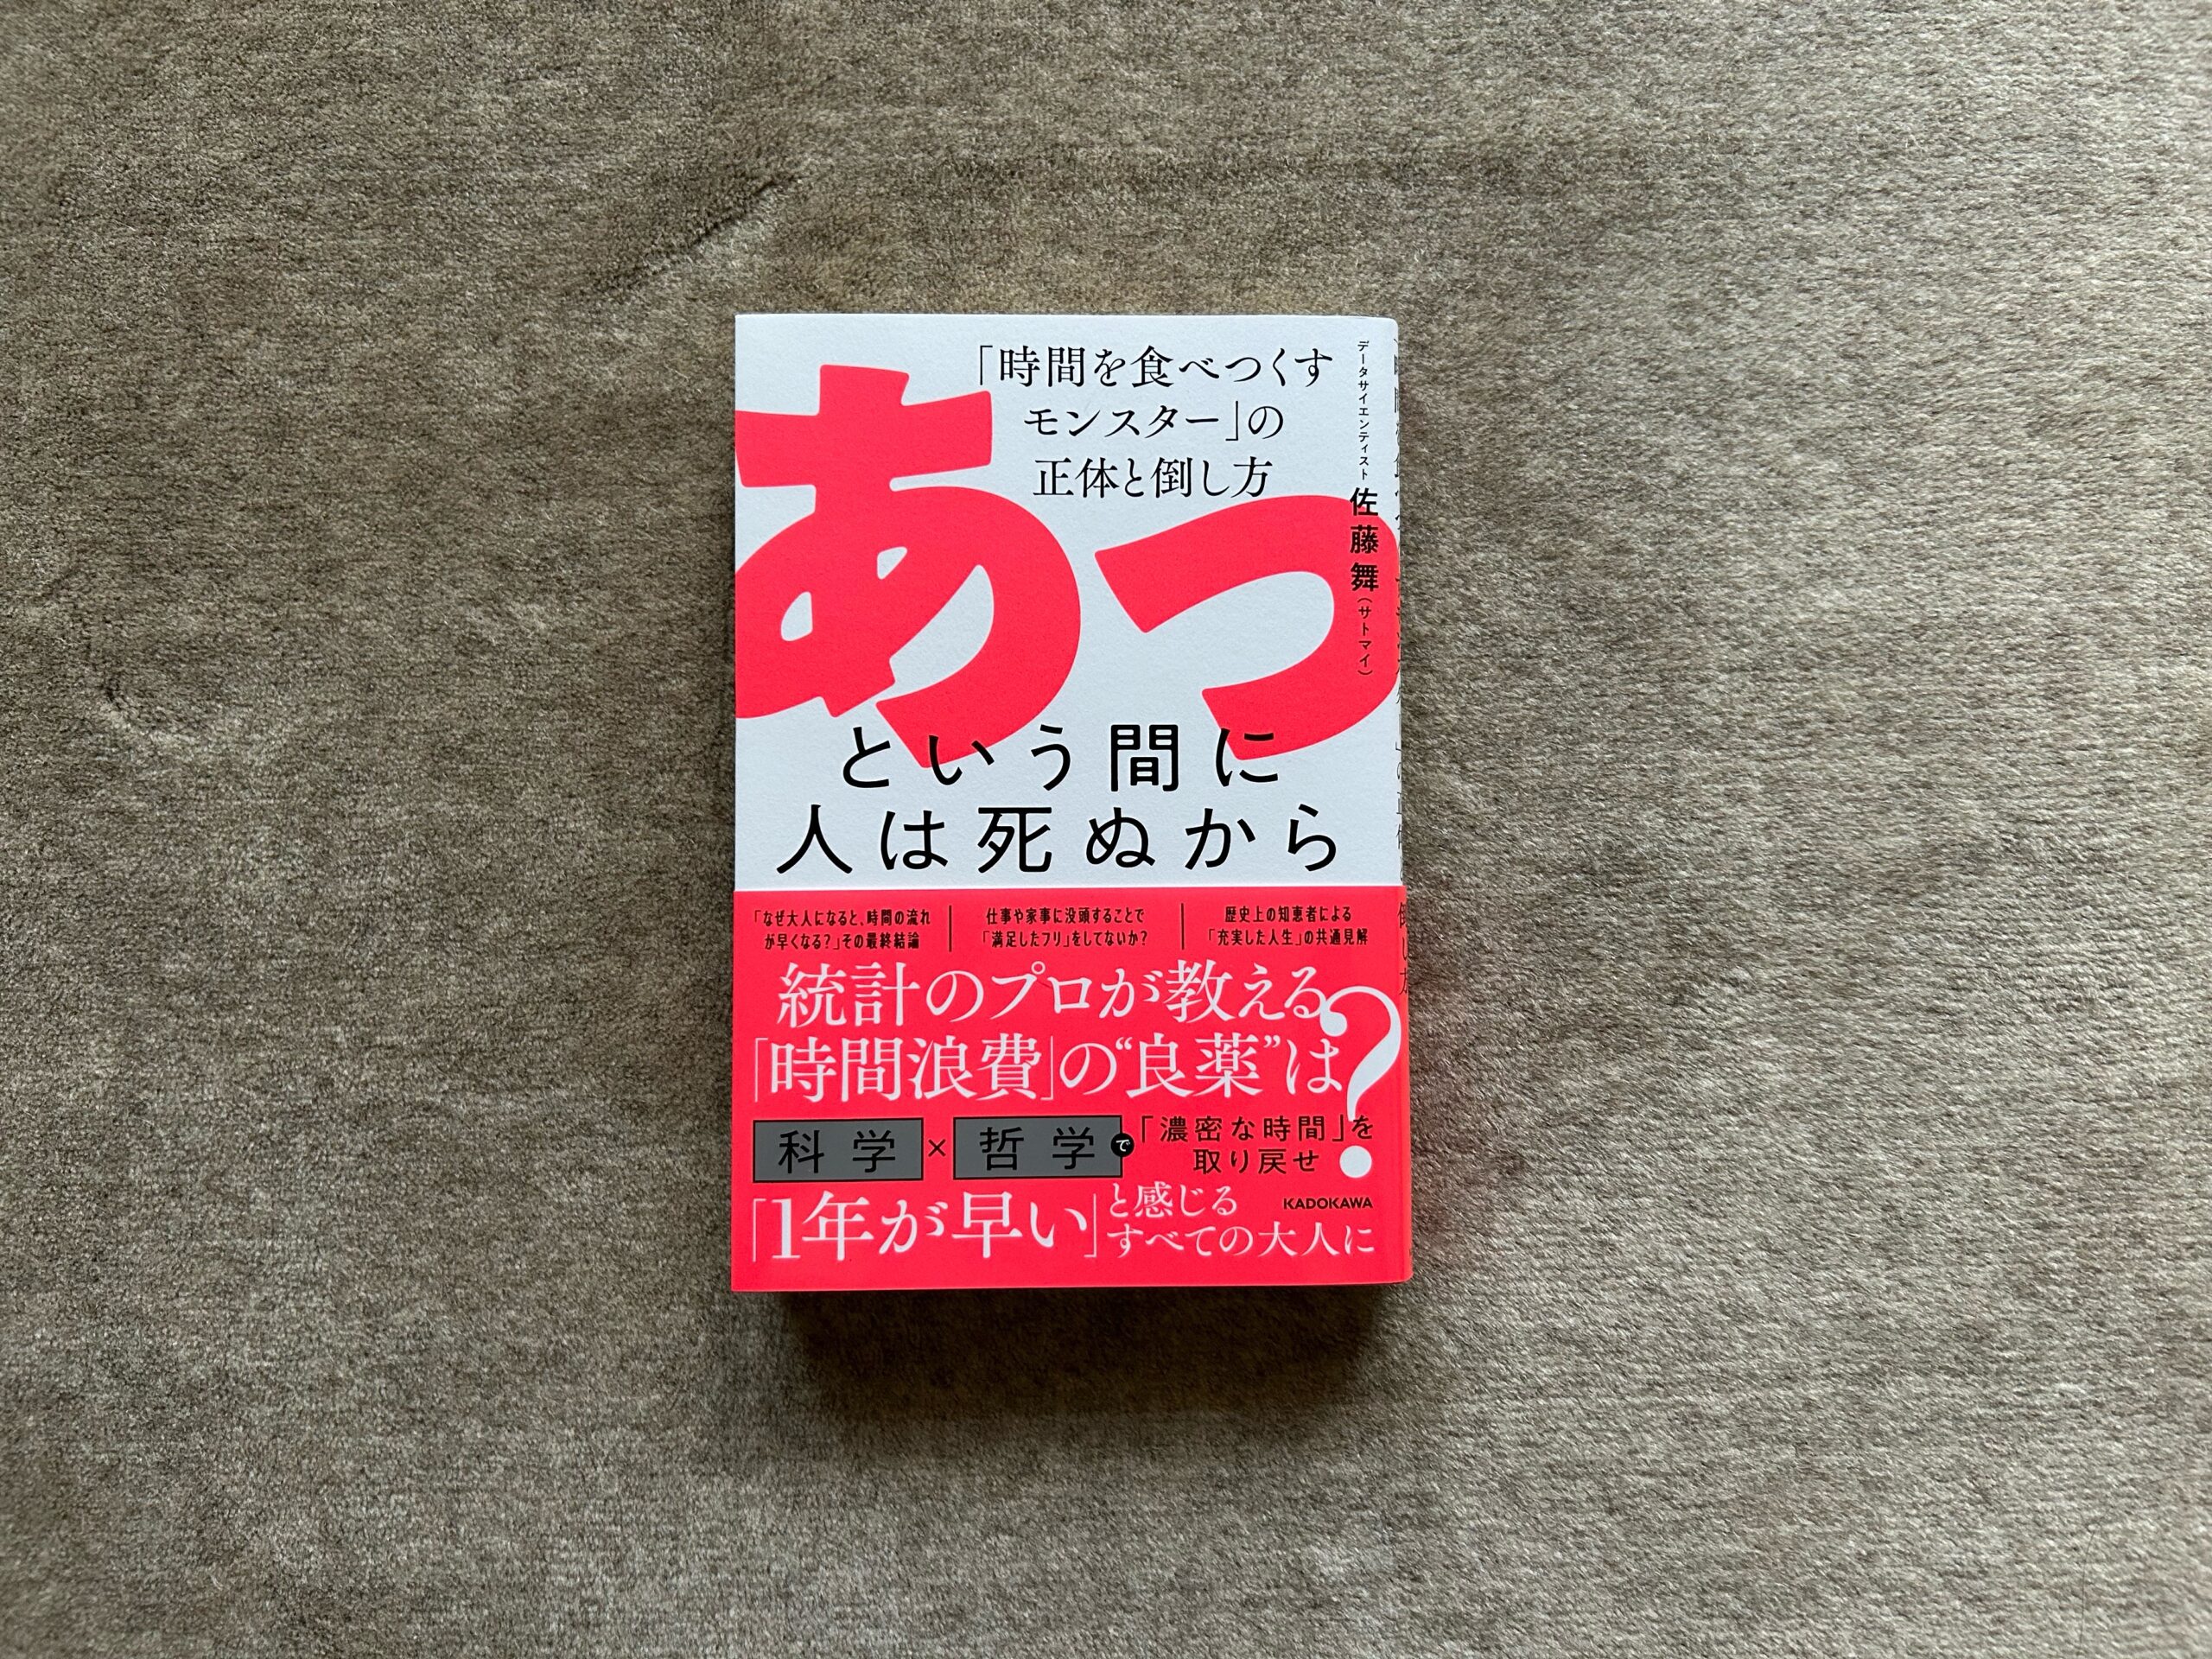 「時間を食べつくす
モンスター」の
正体と倒し方
データサイエンティスト 佐藤 舞（サトマイ）
あっ
という間に
人は死ぬから
「なぜ大人になると、時間の流れ
が早くなる？」その最終結論
仕事や家事に没頭することで
「満足したフリ」をしてないか？
歴史上の知恵者による
「充実した人生」の共通見解
統計のプロが教える
「時間浪費」の“良薬”は？
科学×哲学で「濃密な時間」を
取り戻せ
KADOKAWA
「1年が早い」と感じる
すべての大人に